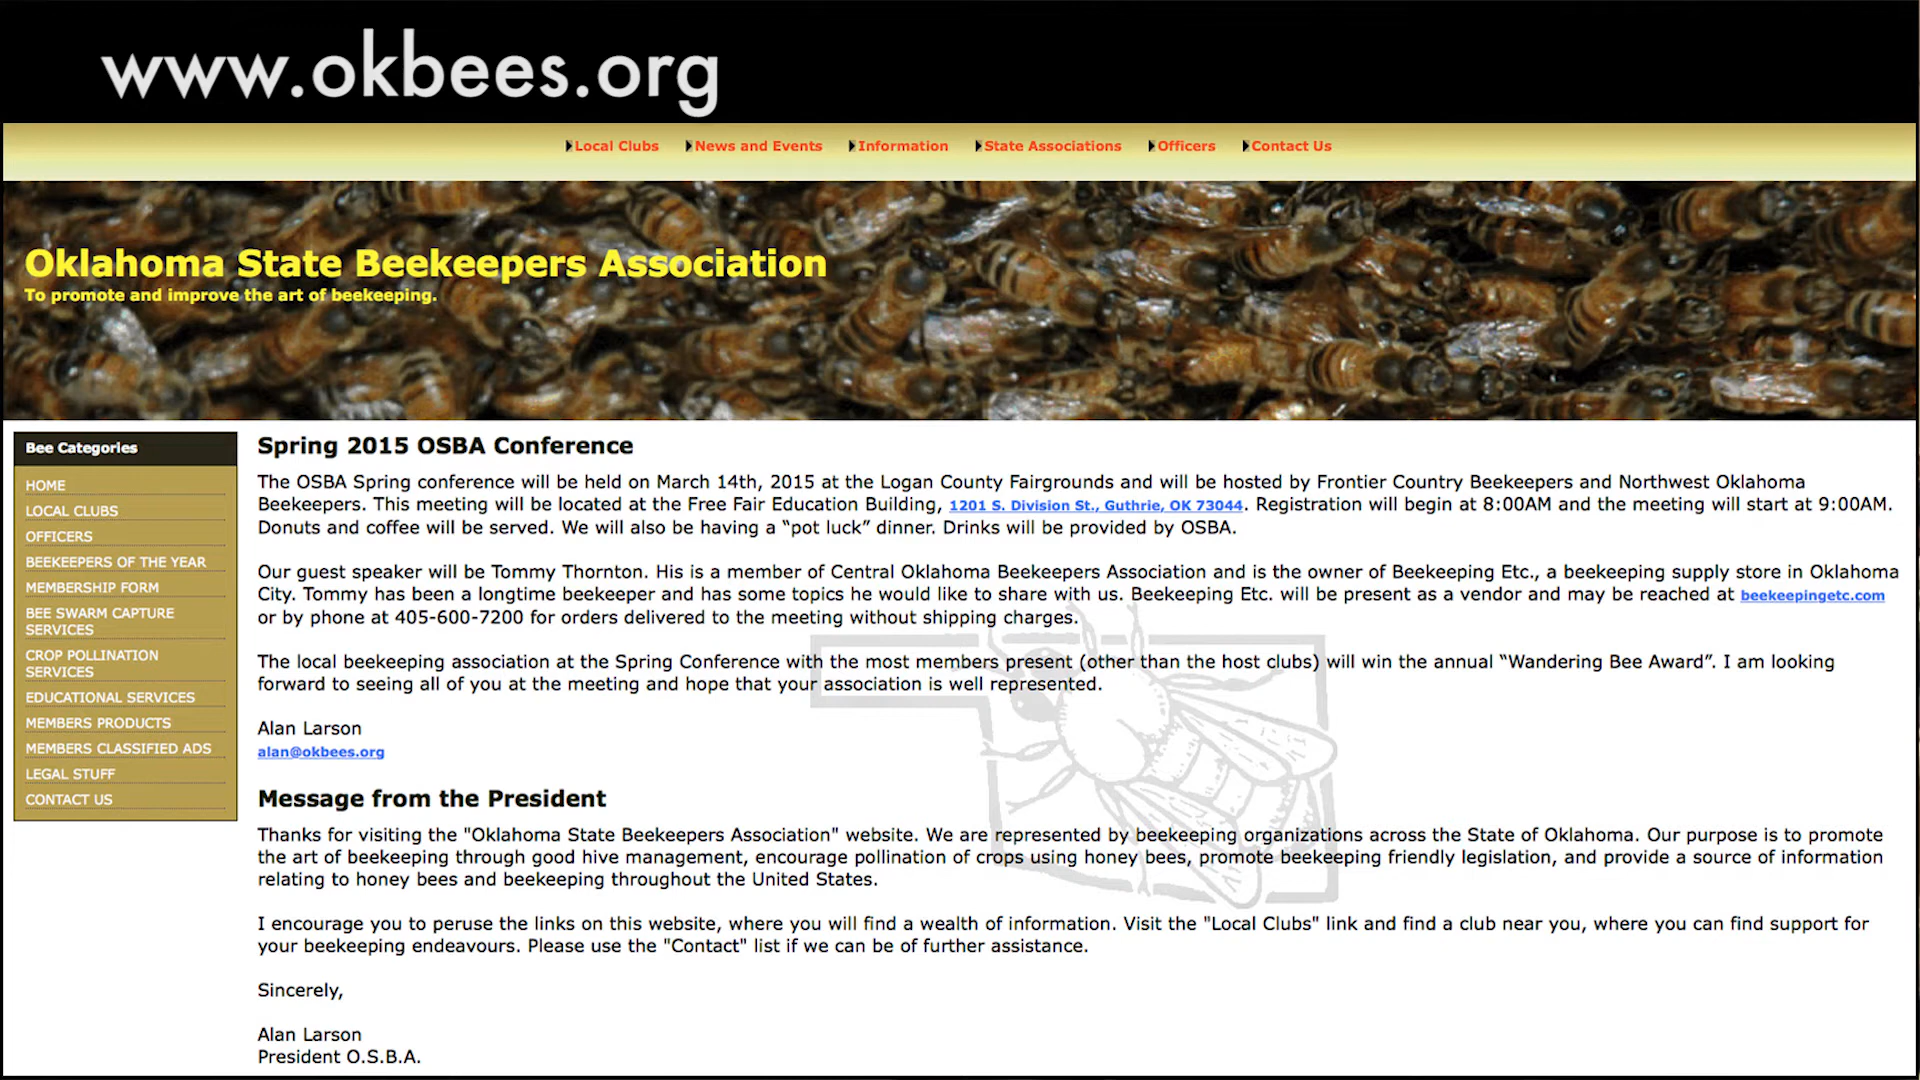 www.okbees.org
Local Clubs News and Events Information State Associations Officers Contact Us
Oklahoma State Beekeepers Association
To promote and improve the art of beekeeping.
Bee Categories
HOME
LOCAL CLUBS
OFFICERS
BEEKEEPERS OF THE YEAR
MEMBERSHIP FORM
BEE SWARM CAPTURE
SERVICES
CROP POLLINATION
SERVICES
EDUCATIONAL SERVICES
MEMBERS PRODUCTS
MEMBERS CLASSIFIED ADS
LEGAL STUFF
CONTACT US
Spring 2015 OSBA Conference
The OSBA Spring conference will be held on March 14th, 2015 at the Logan County Fairgrounds and will be hosted by Frontier Country Beekeepers and Northwest Oklahoma
Beekeepers. This meeting will be located at the Free Fair Education Building, 1201 S. Division St., Guthrie, OK 73044. Registration will begin at 8:00AM and the meeting will start at 9:00AM.
Donuts and coffee will be served. We will also be having a “pot luck” dinner. Drinks will be provided by OSBA.
Our guest speaker will be Tommy Thornton. His is a member of Central Oklahoma Beekeepers Association and is the owner of Beekeeping Etc., a beekeeping supply store in Oklahoma
City. Tommy has been a longtime beekeeper and has some topics he would like to share with us. Beekeeping Etc. will be present as a vendor and may be reached at beekeepingetc.com
or by phone at 405-600-7200 for orders delivered to the meeting without shipping charges.
The local beekeeping association at the Spring Conference with the most members present (other than the host clubs) will win the annual “Wandering Bee Award”. I am looking
forward to seeing all of you at the meeting and hope that your association is well represented.
Alan Larson
alan@okbees.org
Message from the President
Thanks for visiting the "Oklahoma State Beekeepers Association" website. We are represented by beekeeping organizations across the State of Oklahoma. Our purpose is to promote
the art of beekeeping through good hive management, encourage pollination of crops using honey bees, promote beekeeping friendly legislation, and provide a source of information
relating to honey bees and beekeeping throughout the United States.
I encourage you to peruse the links on this website, where you will find a wealth of information. Visit the "Local Clubs" link and find a club near you, where you can find support for
your beekeeping endeavours. Please use the "Contact" list if we can be of further assistance.
Sincerely,
Alan Larson
President O.S.B.A.